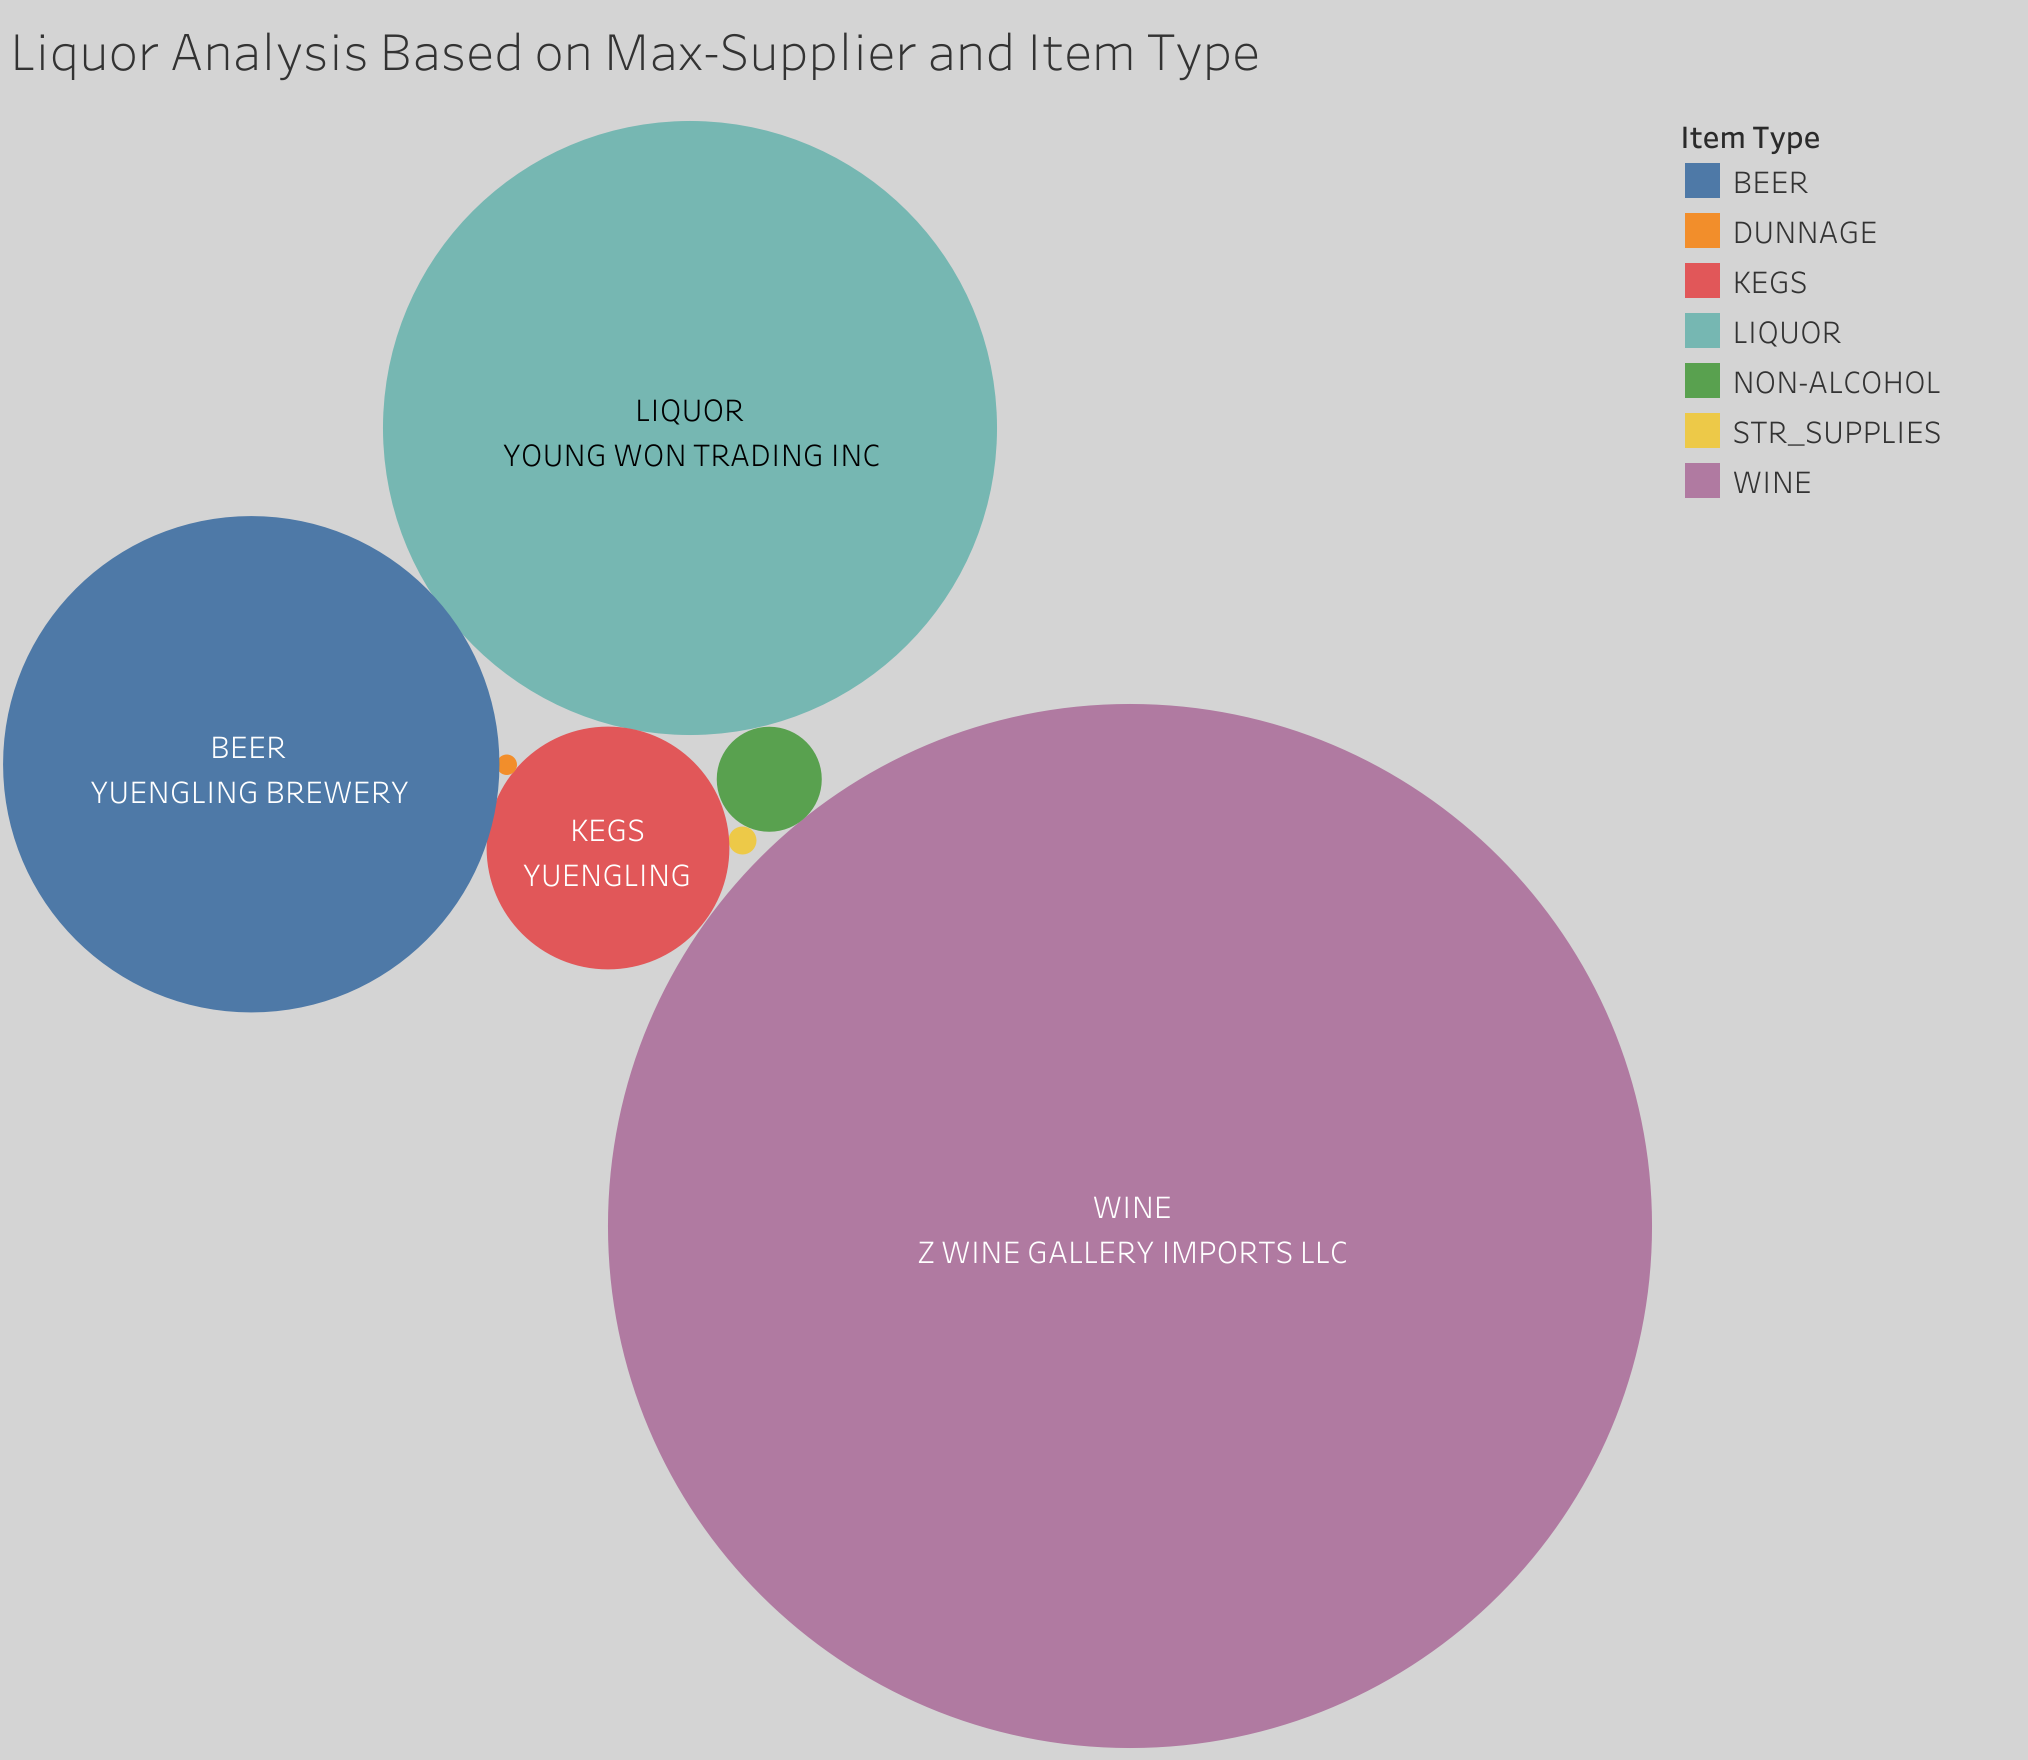 Liquor Analysis Based on Max-Supplier and Item Type
Item Type
BEER
DUNNAGE
KEGS
LIQUOR
NON-ALCOHOL
STR_SUPPLIES
WINE
LIQUOR
YOUNG WON TRADING INC
BEER
YUENGLING BREWERY
KEGS
YUENGLING
WINE
Z WINE GALLERY IMPORTS LLC